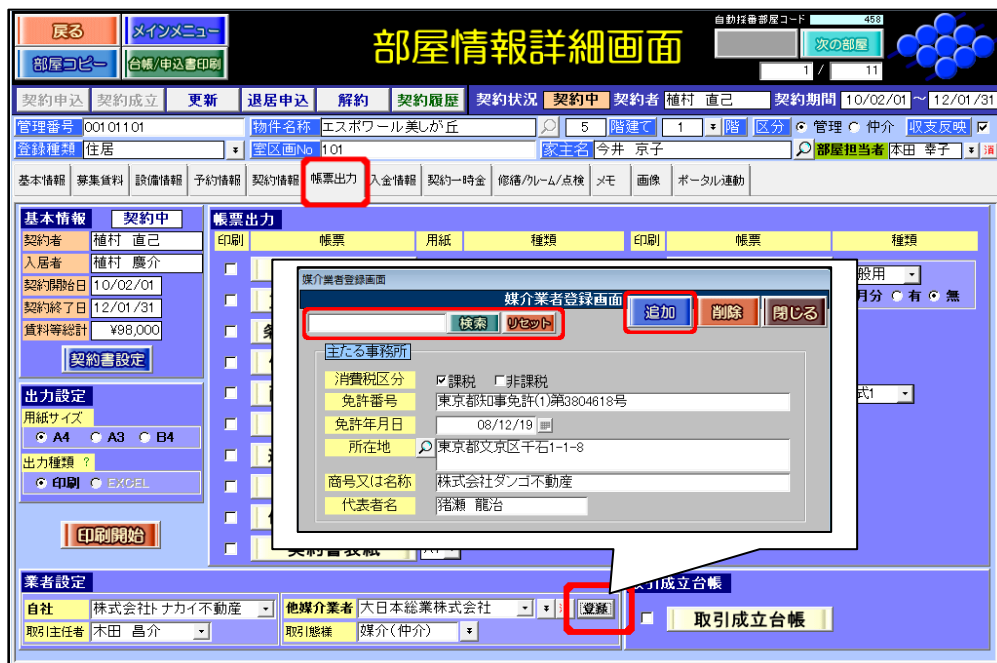 戻る メインメニュー 部屋情報詳細画面 自動採番部屋コード 458
部屋コピー 台帳/申込書印刷 次の部屋
1 / 11
契約申込 契約成立 更新 退居申込 解約 契約履歴 契約状況 契約中 契約者 植村 直己 契約期間 10/02/01 ~ 12/01/31
管理番号 00101101 物件名称 エスポワール美しが丘 5 階建て 1 階 区分 管理 仲介 収支反映
登録種類 住居 室区画No 101 家主名 今井 京子 部屋担当者 本田 幸子 消
基本情報 募集賃料 設備情報 予約情報 契約情報 帳票出力 入金情報 契約一時金 修繕/クレーム/点検 メモ 画像 ポータル連動
基本情報 契約中
契約者 植村 直己
入居者 植村 慶介
契約開始日 10/02/01
契約終了日 12/01/31
賃料等総計 ¥98,000
契約書設定
出力設定
用紙サイズ
A4 A3 B4
出力種類 ?
印刷 EXCEL
印刷開始
帳票出力
印刷 帳票 用紙 種類 印刷 帳票 種類
般用
月分 有 無
式1
媒介業者登録画面
媒介業者登録画面 追加 削除 閉じる
検索 リセット
主たる事務所
消費税区分 課税 非課税
免許番号 東京都知事免許(1)第3804618号
免許年月日 08/12/19
所在地 東京都文京区千石1-1-8
商号又は名称 株式会社ダンゴ不動産
代表者名 猪瀬 龍治
契約書表紙
業者設定
自社 株式会社トナカイ不動産 他媒介業者 大日本総業株式会社 登録
取引主任者 木田 昌介 取引態様 媒介(仲介)
取引成立台帳
取引成立台帳